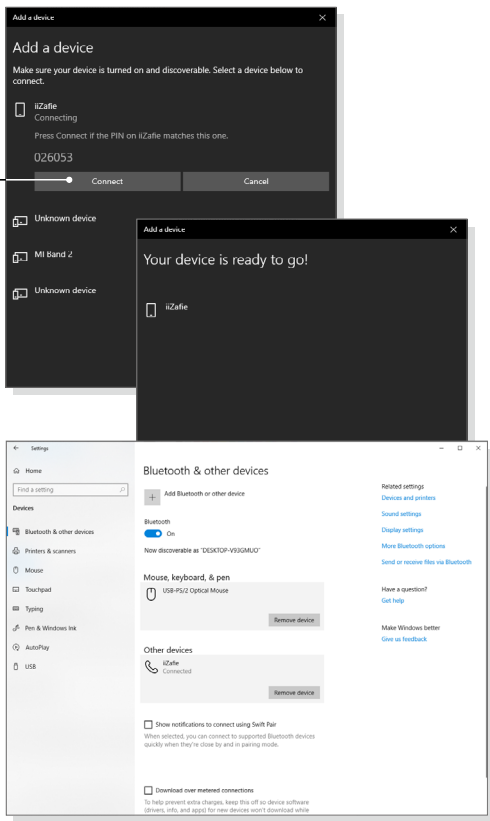 Add a device
Add a device
Make sure your device is turned on and discoverable. Select a device below to
connect.
iiZafie
Connecting
Press Connect if the PIN on iiZafie matches this one.
026053
Connect
Cancel
Unknown device
MI Band 2
Unknown device
Add a device
Your device is ready to go!
iiZafie
Settings
Home
Find a setting
Devices
Bluetooth & other devices
Printers & scanners
Mouse
Touchpad
Typing
Pen & Windows Ink
AutoPlay
USB
Bluetooth & other devices
Add Bluetooth or other device
Bluetooth
On
Now discoverable as "DESKTOP-V93GMUO"
Mouse, keyboard, & pen
USB-PS/2 Optical Mouse
Remove device
Other devices
iiZafie
Connected
Remove device
Show notifications to connect using Swift Pair
When selected, you can connect to supported Bluetooth devices
quickly when they're close by and in pairing mode.
Download over metered connections
To help prevent extra charges, keep this off so device software
(drivers, info, and apps) for new devices won't download while
Related settings
Devices and printers
Sound settings
Display settings
More Bluetooth options
Send or receive files via Bluetooth
Have a question?
Get help
Make Windows better
Give us feedback